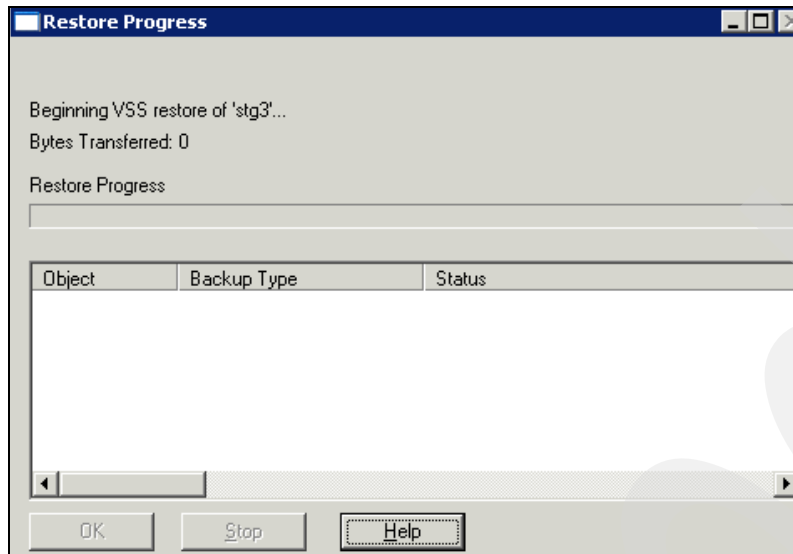 Restore Progress
Beginning VSS restore of 'stg3'...
Bytes Transferred: 0
Restore Progress
Object Backup Type Status
OK Stop Help